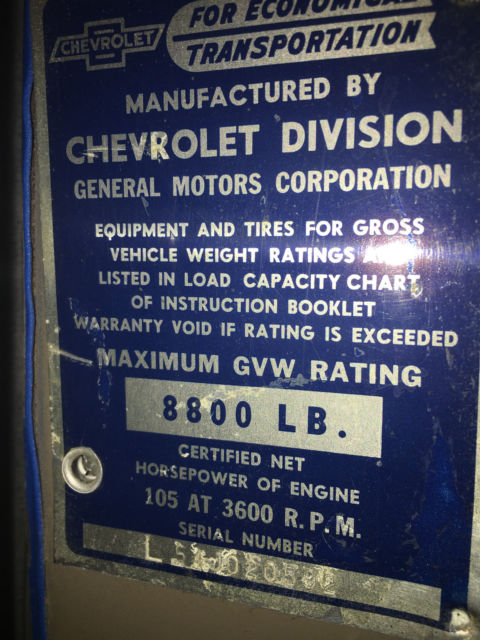 CHEVROLET
FOR ECONOMICAL
TRANSPORTATION
MANUFACTURED BY
CHEVROLET DIVISION
GENERAL MOTORS CORPORATION
EQUIPMENT AND TIRES FOR GROSS
VEHICLE WEIGHT RATINGS
LISTED IN LOAD CAPACITY CHART
OF INSTRUCTION BOOKLET
WARRANTY VOID IF RATING IS EXCEEDED
MAXIMUM GVW RATING
8800 LB.
CERTIFIED NET
HORSEPOWER OF ENGINE
105 AT 3600 R.P.M.
SERIAL NUMBER